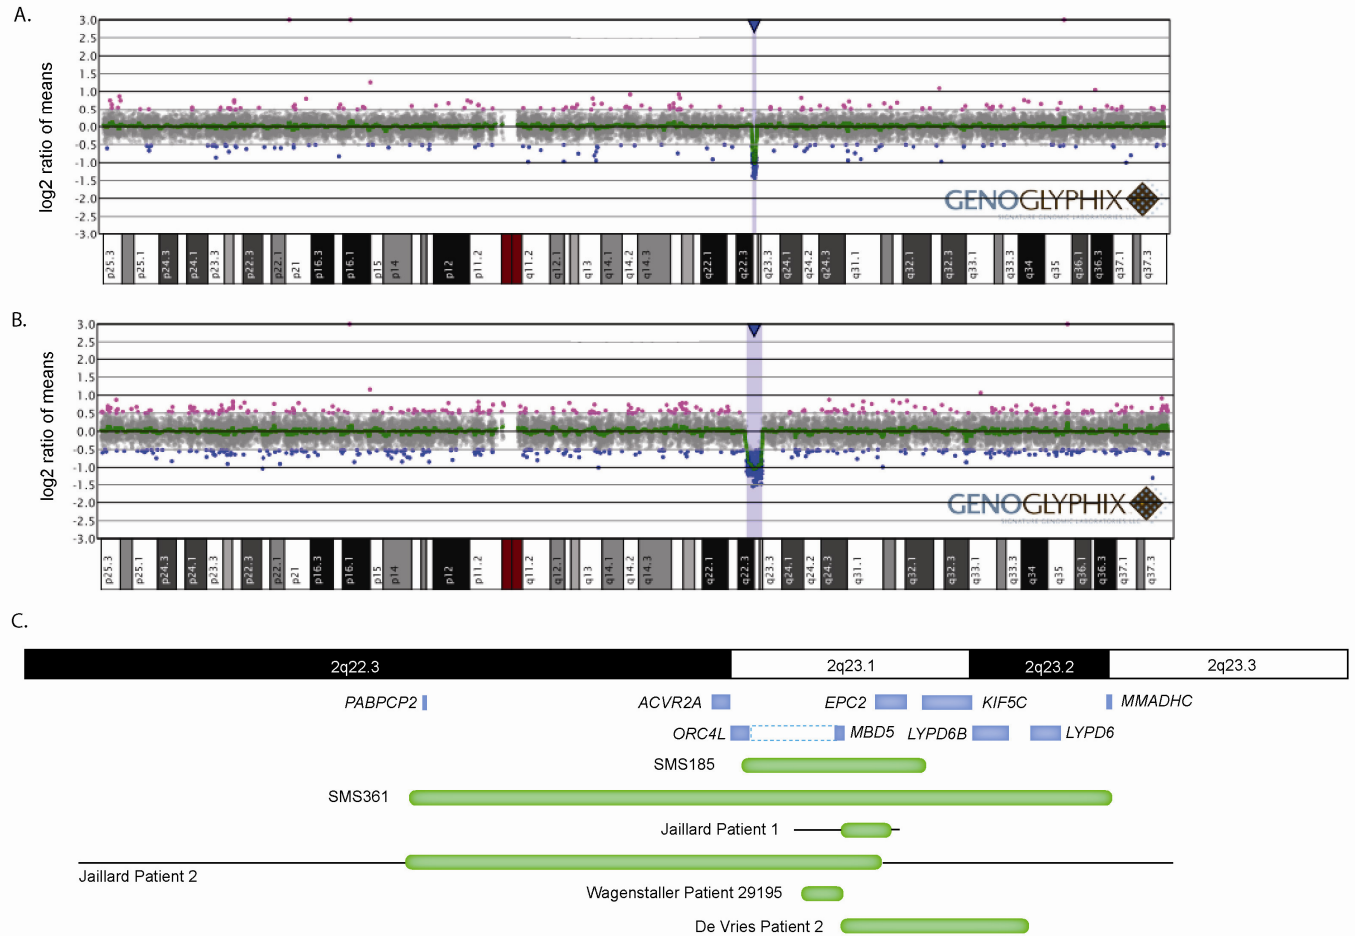 A.
log2 ratio of means
3.0
2.5
2.0
1.5
1.0
0.5
0.0
-0.5
-1.0
-1.5
-2.0
-2.5
-3.0
GENOGLYPHIX
SIGNATURE GENOMIC LABORATORIES LLC
p25.3 p25.1 p24.3 p24.1 p23.3 p22.3 p22.1 p21 p16.3 p16.1 p15 p14 p12 p11.2 q11.2 q12.1 q13 q14.1 q14.2 q14.3 q22.1 q22.3 q23.3 q24.1 q24.2 q24.3 q31.1 q32.1 q32.3 q33.1 q33.3 q34 q35 q36.1 q36.3 q37.1 q37.3
B.
log2 ratio of means
3.0
2.5
2.0
1.5
1.0
0.5
0.0
-0.5
-1.0
-1.5
-2.0
-2.5
-3.0
GENOGLYPHIX
SIGNATURE GENOMIC LABORATORIES LLC
p25.3 p25.1 p24.3 p24.1 p23.3 p22.3 p22.1 p21 p16.3 p16.1 p15 p14 p12 p11.2 q11.2 q12.1 q13 q14.1 q14.2 q14.3 q22.1 q22.3 q23.3 q24.1 q24.2 q24.3 q31.1 q32.1 q32.3 q33.1 q33.3 q34 q35 q36.1 q36.3 q37.1 q37.3
C.
2q22.3 2q23.1 2q23.2 2q23.3
PABPCP2 ACVR2A EPC2 KIF5C MMADHC
ORC4L MBD5 LYPD6B LYPD6
SMS185
SMS361
Jaillard Patient 1
Jaillard Patient 2
Wagenstaller Patient 29195
De Vries Patient 2